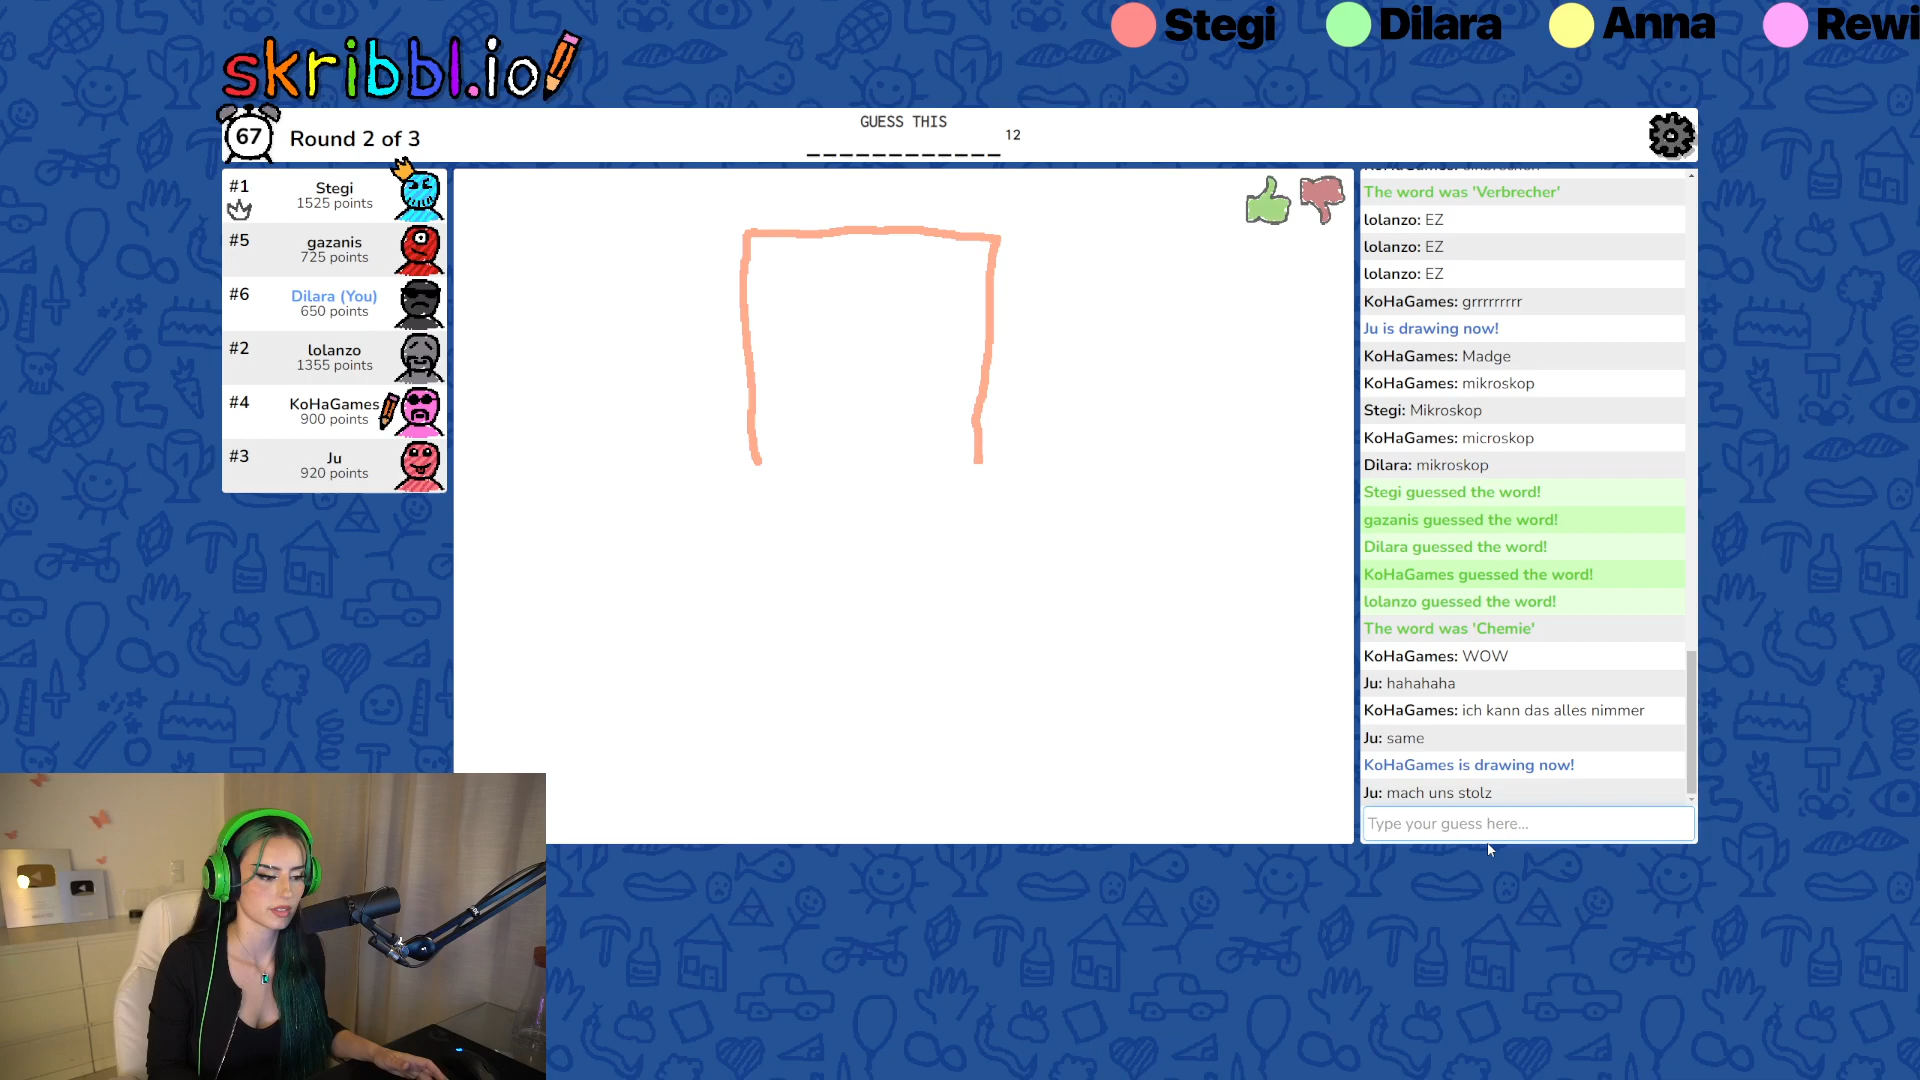 Stegi
Dilara
Anna
Rewi
skribbl.io
67
Round 2 of 3
GUESS THIS
____________ 12
#1
Stegi
1525 points
#5
gazanis
725 points
#6
Dilara (You)
650 points
#2
lolanzo
1355 points
#4
KoHaGames
900 points
#3
Ju
920 points
The word was 'Verbrecher'
lolanzo: EZ
lolanzo: EZ
lolanzo: EZ
KoHaGames: grrrrrrrrr
Ju is drawing now!
KoHaGames: Madge
KoHaGames: mikroskop
Stegi: Mikroskop
KoHaGames: microskop
Dilara: mikroskop
Stegi guessed the word!
gazanis guessed the word!
Dilara guessed the word!
KoHaGames guessed the word!
lolanzo guessed the word!
The word was 'Chemie'
KoHaGames: WOW
Ju: hahahaha
KoHaGames: ich kann das alles nimmer
Ju: same
KoHaGames is drawing now!
Ju: mach uns stolz
Type your guess here...